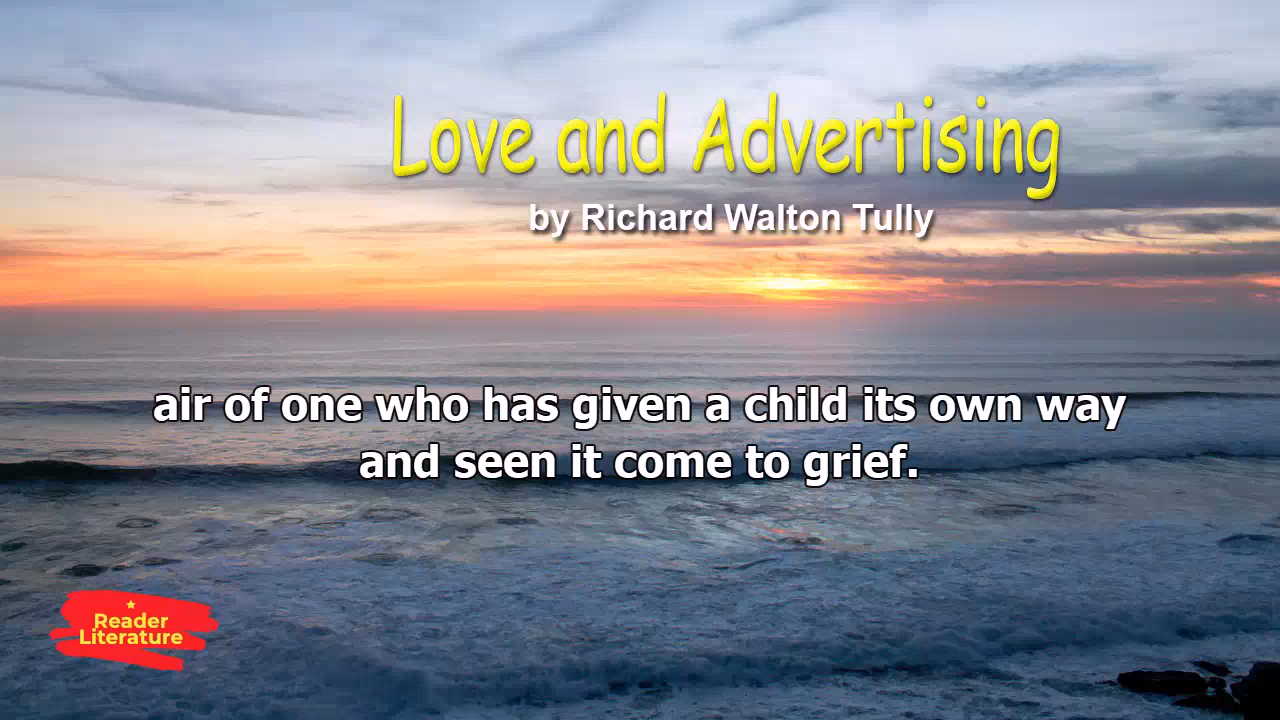 Love and Advertising
by Richard Walton Tully
air of one who has given a child its own way
and seen it come to grief.
Reader
Literature